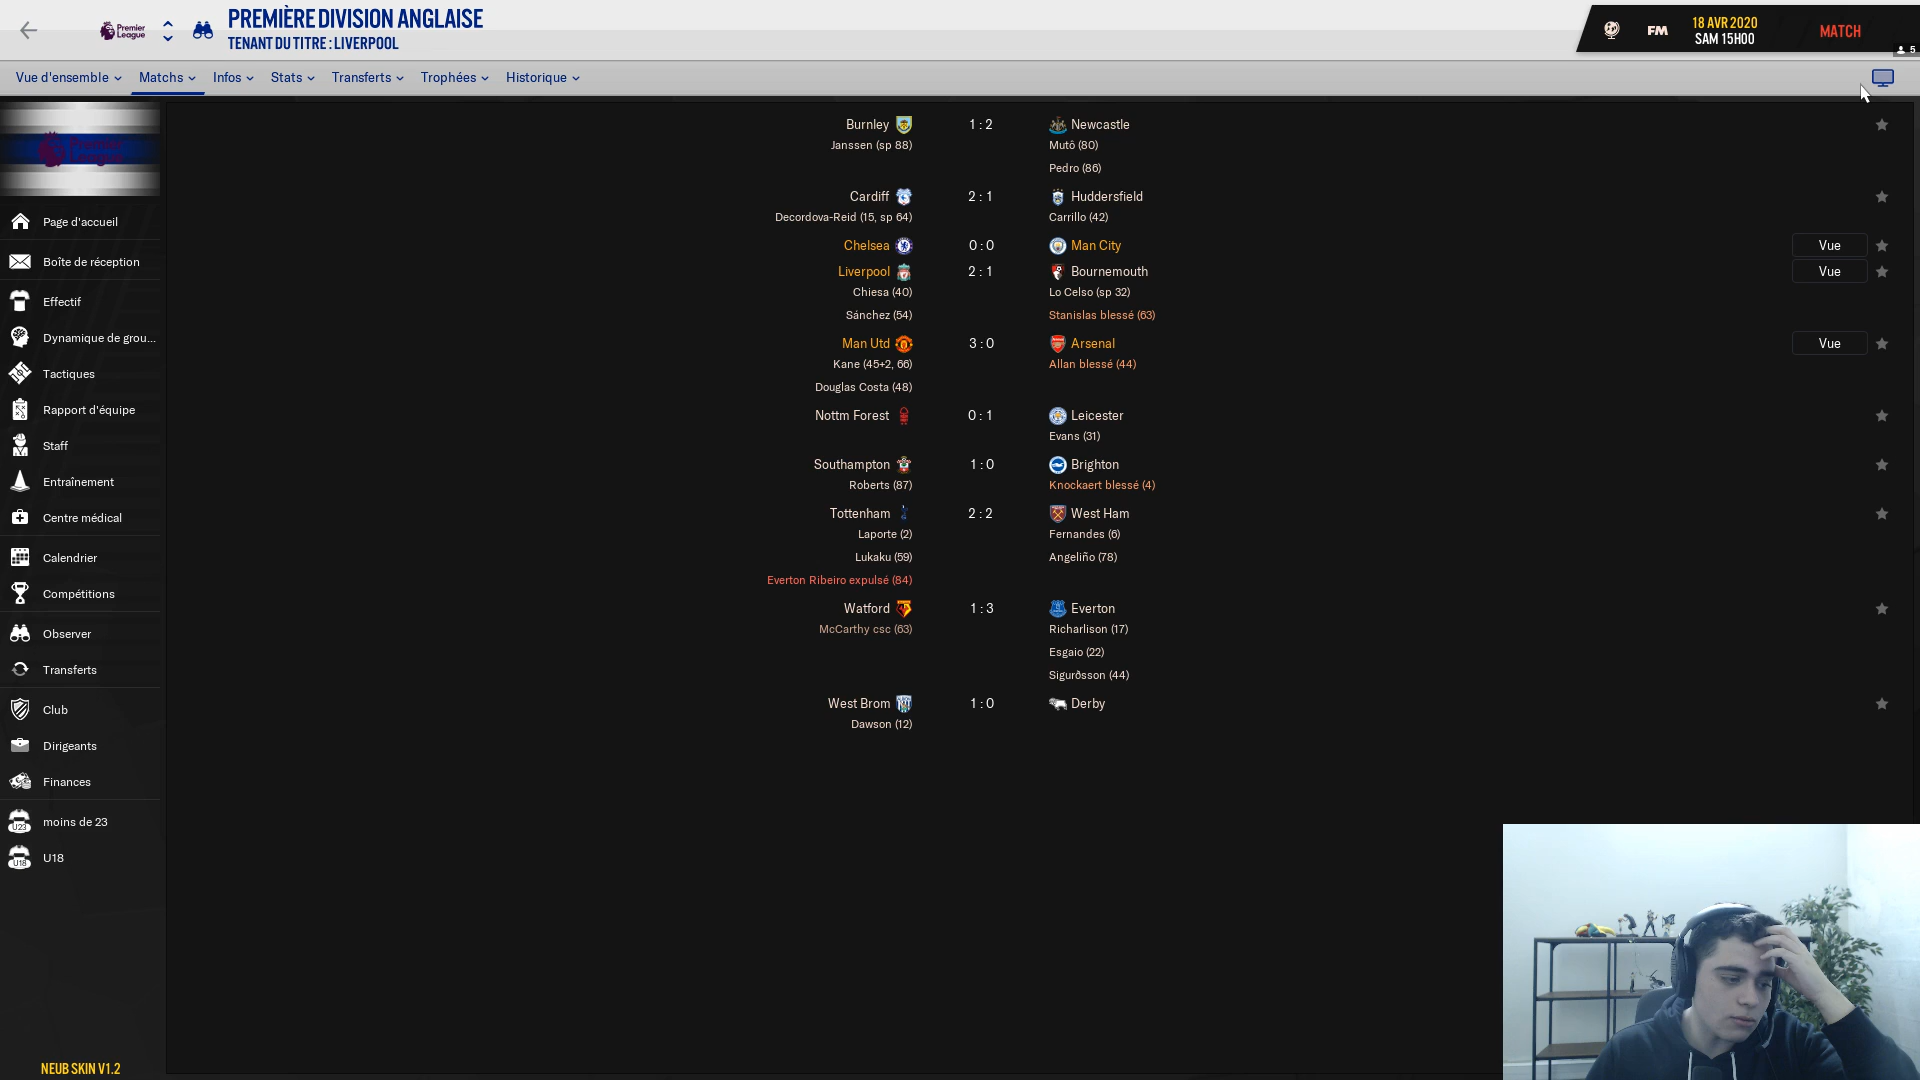 Premier League
PREMIÈRE DIVISION ANGLAISE
TENANT DU TITRE : LIVERPOOL
FM
18 AVR 2020
SAM 15H00
MATCH
5
Vue d'ensemble
Matchs
Infos
Stats
Transferts
Trophées
Historique
Premier League
Page d'accueil
Boîte de réception
Effectif
Dynamique de grou...
Tactiques
Rapport d'équipe
Staff
Entraînement
Centre médical
Calendrier
Compétitions
Observer
Transferts
Club
Dirigeants
Finances
U23 moins de 23
U18 U18
NEUB SKIN V1.2
Burnley 1 : 2 Newcastle
Janssen (sp 88) Mutō (80)
Pedro (86)
Cardiff 2 : 1 Huddersfield
Decordova-Reid (15, sp 64) Carrillo (42)
Chelsea 0 : 0 Man City Vue
Liverpool 2 : 1 Bournemouth Vue
Chiesa (40) Lo Celso (sp 32)
Sánchez (54) Stanislas blessé (63)
Man Utd 3 : 0 Arsenal Vue
Kane (45+2, 66) Allan blessé (44)
Douglas Costa (48)
Nottm Forest 0 : 1 Leicester
Evans (31)
Southampton 1 : 0 Brighton
Roberts (87) Knockaert blessé (4)
Tottenham 2 : 2 West Ham
Laporte (2) Fernandes (6)
Lukaku (59) Angeliño (78)
Everton Ribeiro expulsé (84)
Watford 1 : 3 Everton
McCarthy csc (63) Richarlison (17)
Esgaio (22)
Sigurðsson (44)
West Brom 1 : 0 Derby
Dawson (12)